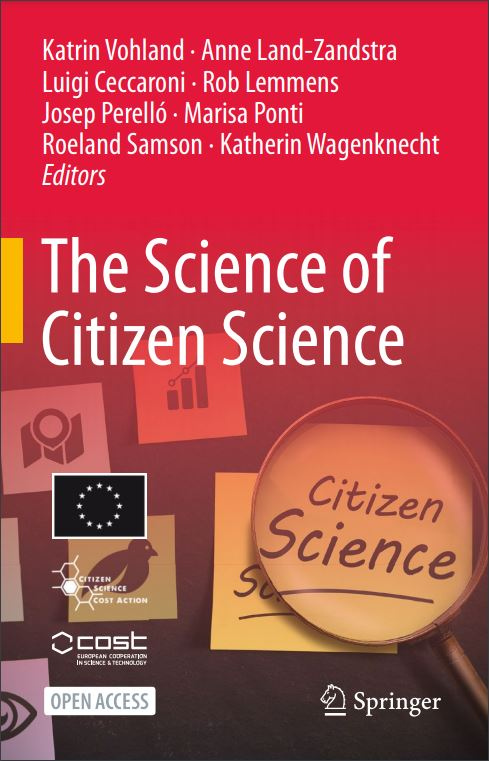 Katrin Vohland · Anne Land-Zandstra
Luigi Ceccaroni · Rob Lemmens
Josep Perelló · Marisa Ponti
Roeland Samson · Katherin Wagenknecht
Editors
The Science of
Citizen Science
Citizen
Science
CITIZEN
SCIENCE
COST ACTION
cost
EUROPEAN COOPERATION
IN SCIENCE & TECHNOLOGY
OPEN ACCESS
Springer